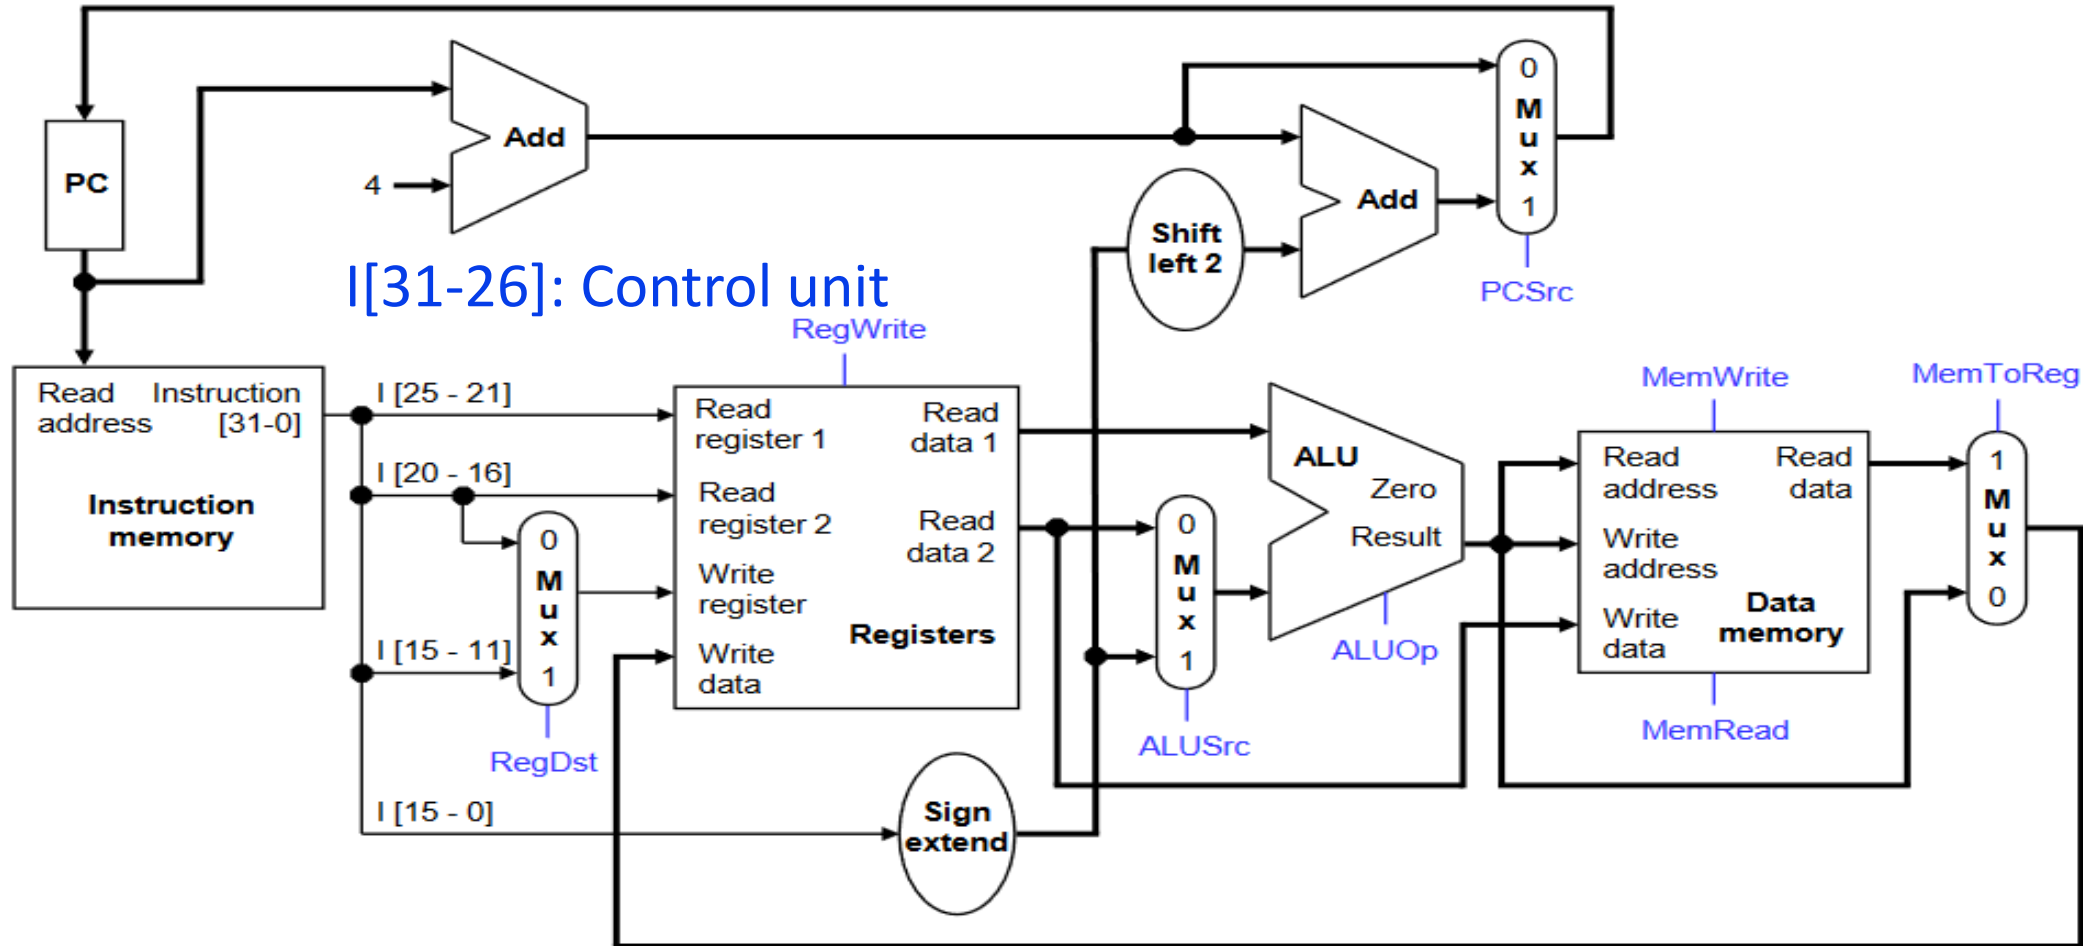 0
M
u
x
1
Add
PC
4
Add
Shift
left 2
PCSrc
I[31-26]: Control unit
RegWrite
Read
address
Instruction
[31-0]
Instruction
memory
I [25 - 21]
I [20 - 16]
I [15 - 11]
I [15 - 0]
0
M
u
x
1
RegDst
Read
register 1
Read
register 2
Write
register
Write
data
Read
data 1
Read
data 2
Registers
Sign
extend
0
M
u
x
1
ALUSrc
ALU
Zero
Result
ALUOp
MemWrite
Read
address
Write
address
Write
data
Read
data
Data
memory
MemRead
MemToReg
1
M
u
x
0